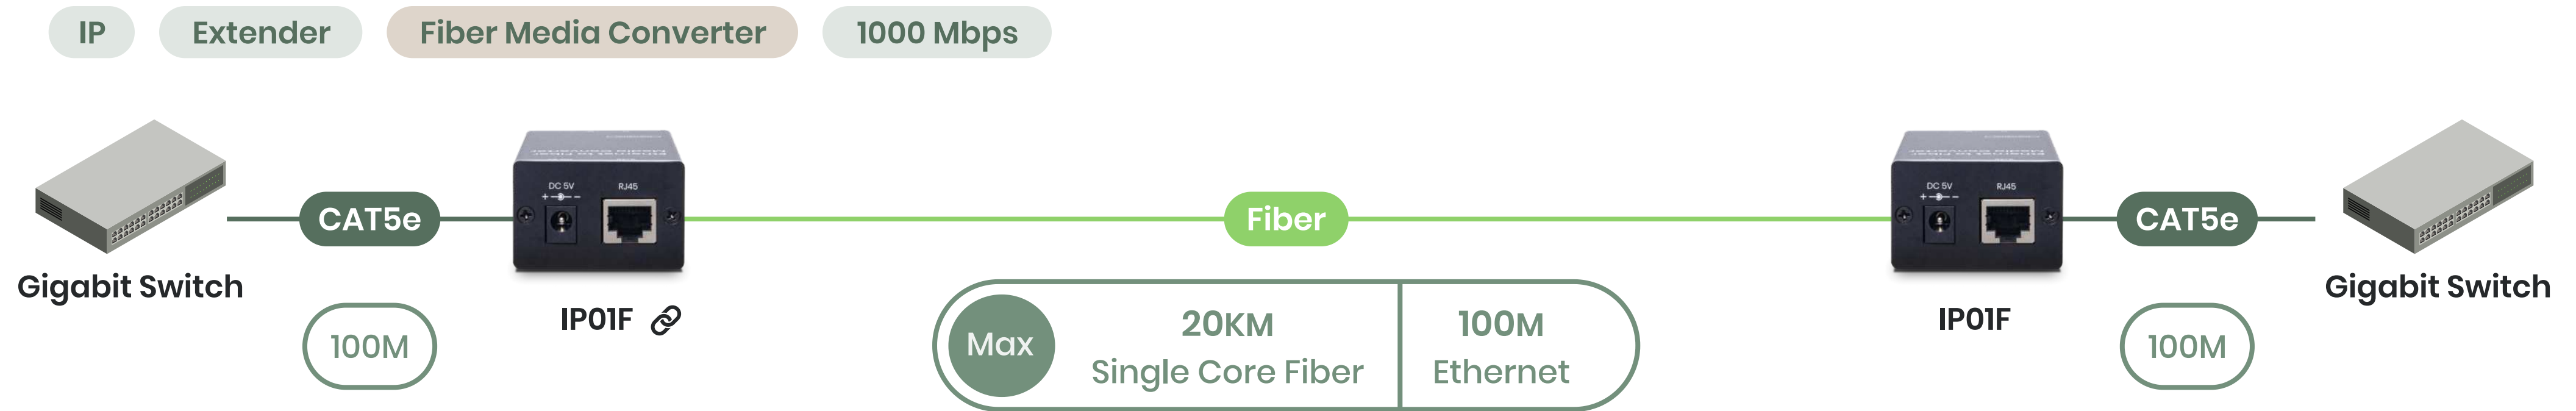 IP
Extender
Fiber Media Converter
1000 Mbps
Gigabit Switch
CAT5e
100M
DC 5V
+ -
RJ45
IP01F
Fiber
Max
20KM
Single Core Fiber
100M
Ethernet
DC 5V
+ -
RJ45
IP01F
CAT5e
100M
Gigabit Switch